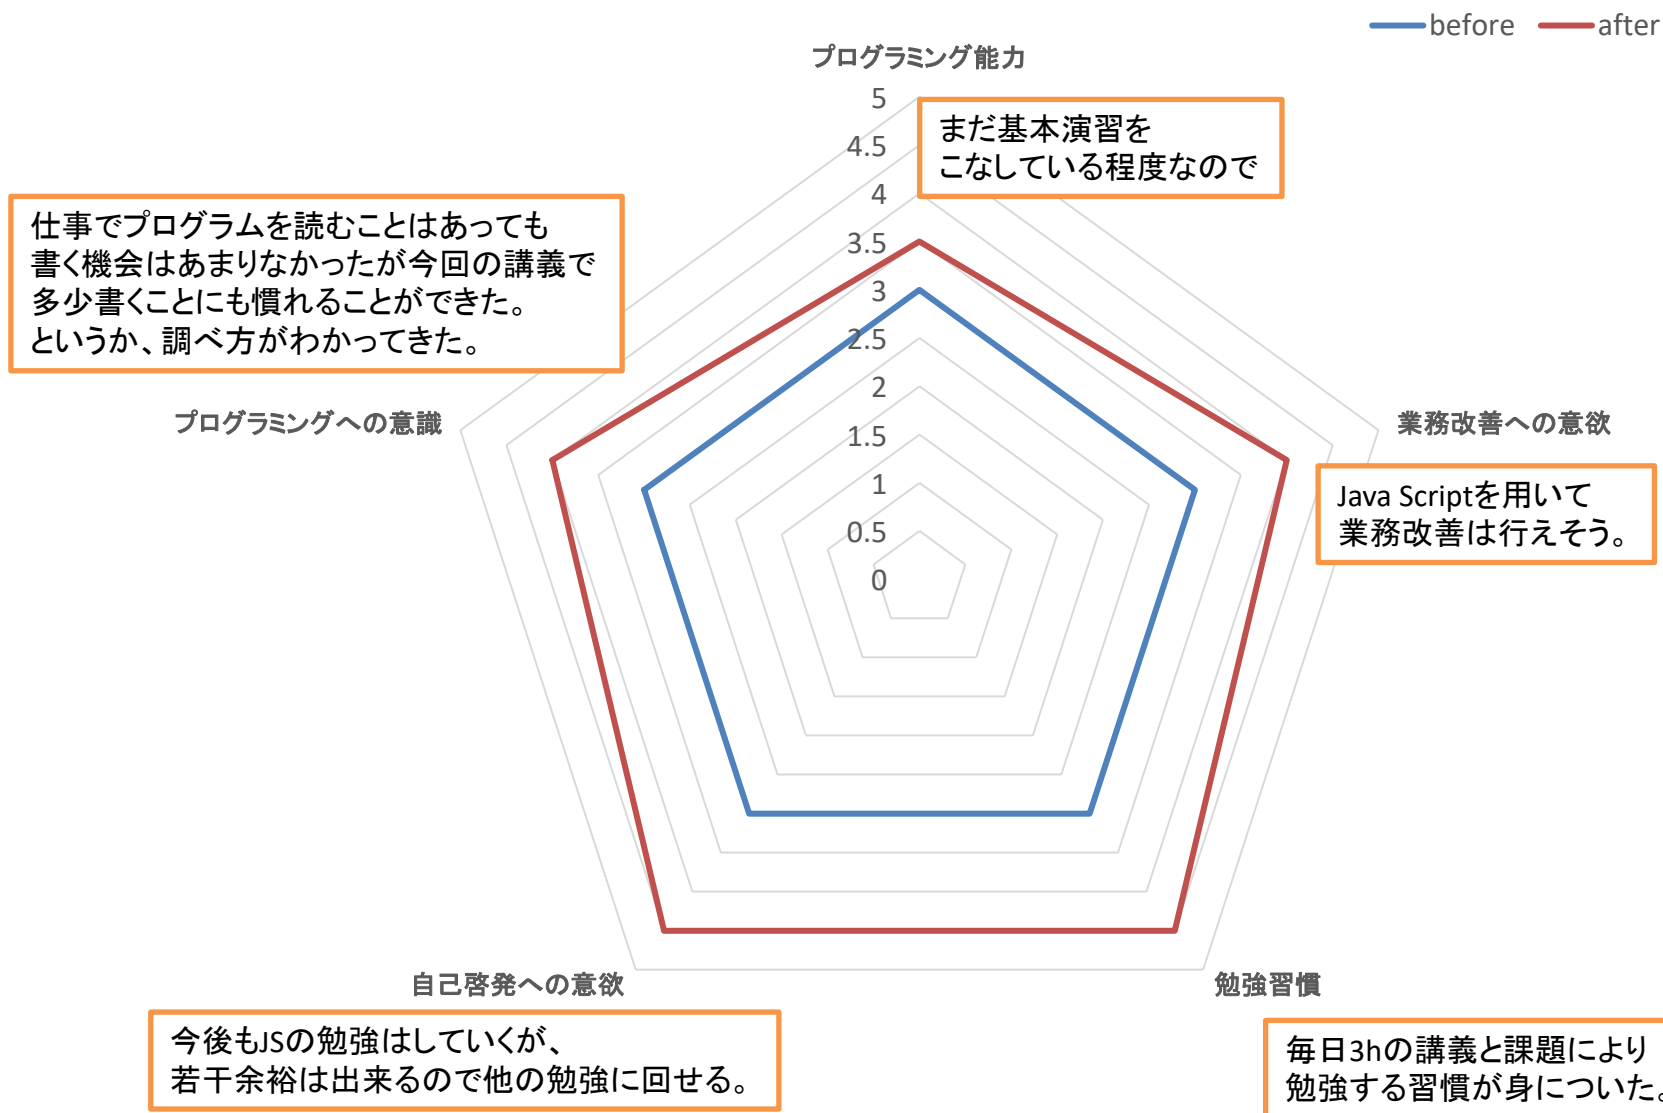 before after
プログラミング能力
5
4.5
4
3.5
3
2.5
2
1.5
1
0.5
0
まだ基本演習を
こなしている程度なので
仕事でプログラムを読むことはあっても
書く機会はあまりなかったが今回の講義で
多少書くことにも慣れることができた。
というか、調べ方がわかってきた。
プログラミングへの意識
業務改善への意欲
Java Scriptを用いて
業務改善は行えそう。
自己啓発への意欲
今後もJSの勉強はしていくが、
若干余裕は出来るので他の勉強に回せる。
勉強習慣
毎日3hの講義と課題により
勉強する習慣が身についた。